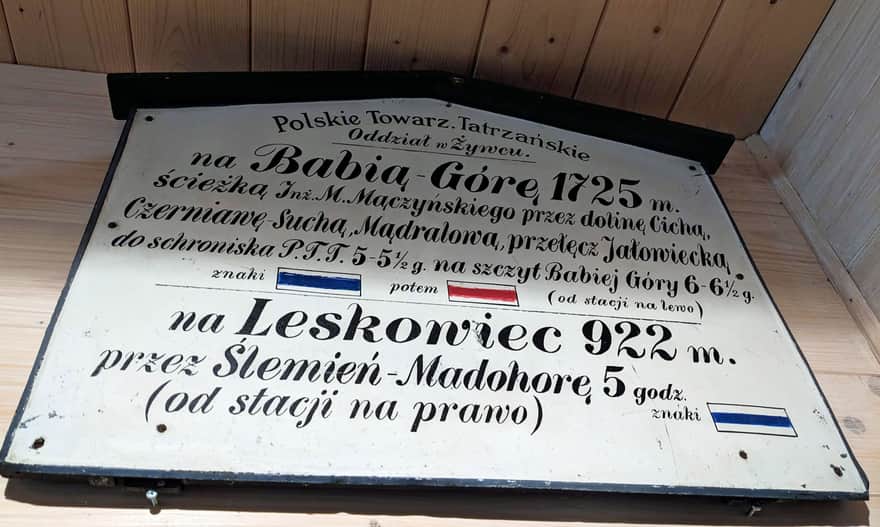 Polskie Towarz. Tatrzańskie
Oddział w Żywcu.
na Babią-Górę 1725 m.
ścieżką Inż. M. Mączyńskiego przez dolinę Cichą,
Czerniawę-Suchą, Mądralową, przełęcz Jałowiecką
do schroniska P.T.T. 5-5½ g. na szczyt Babiej Góry 6-6½ g.
znaki potem (od stacji na lewo)
na Leskowiec 922 m.
przez Ślemień-Madohorę 5 godz.
(od stacji na prawo) znaki